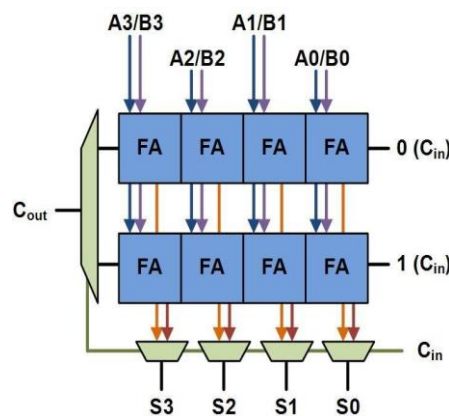 A3/B3 A1/B1
A2/B2 A0/B0
FA FA FA FA 0 (Cin)
Cout
FA FA FA FA 1 (Cin)
Cin
S3 S2 S1 S0